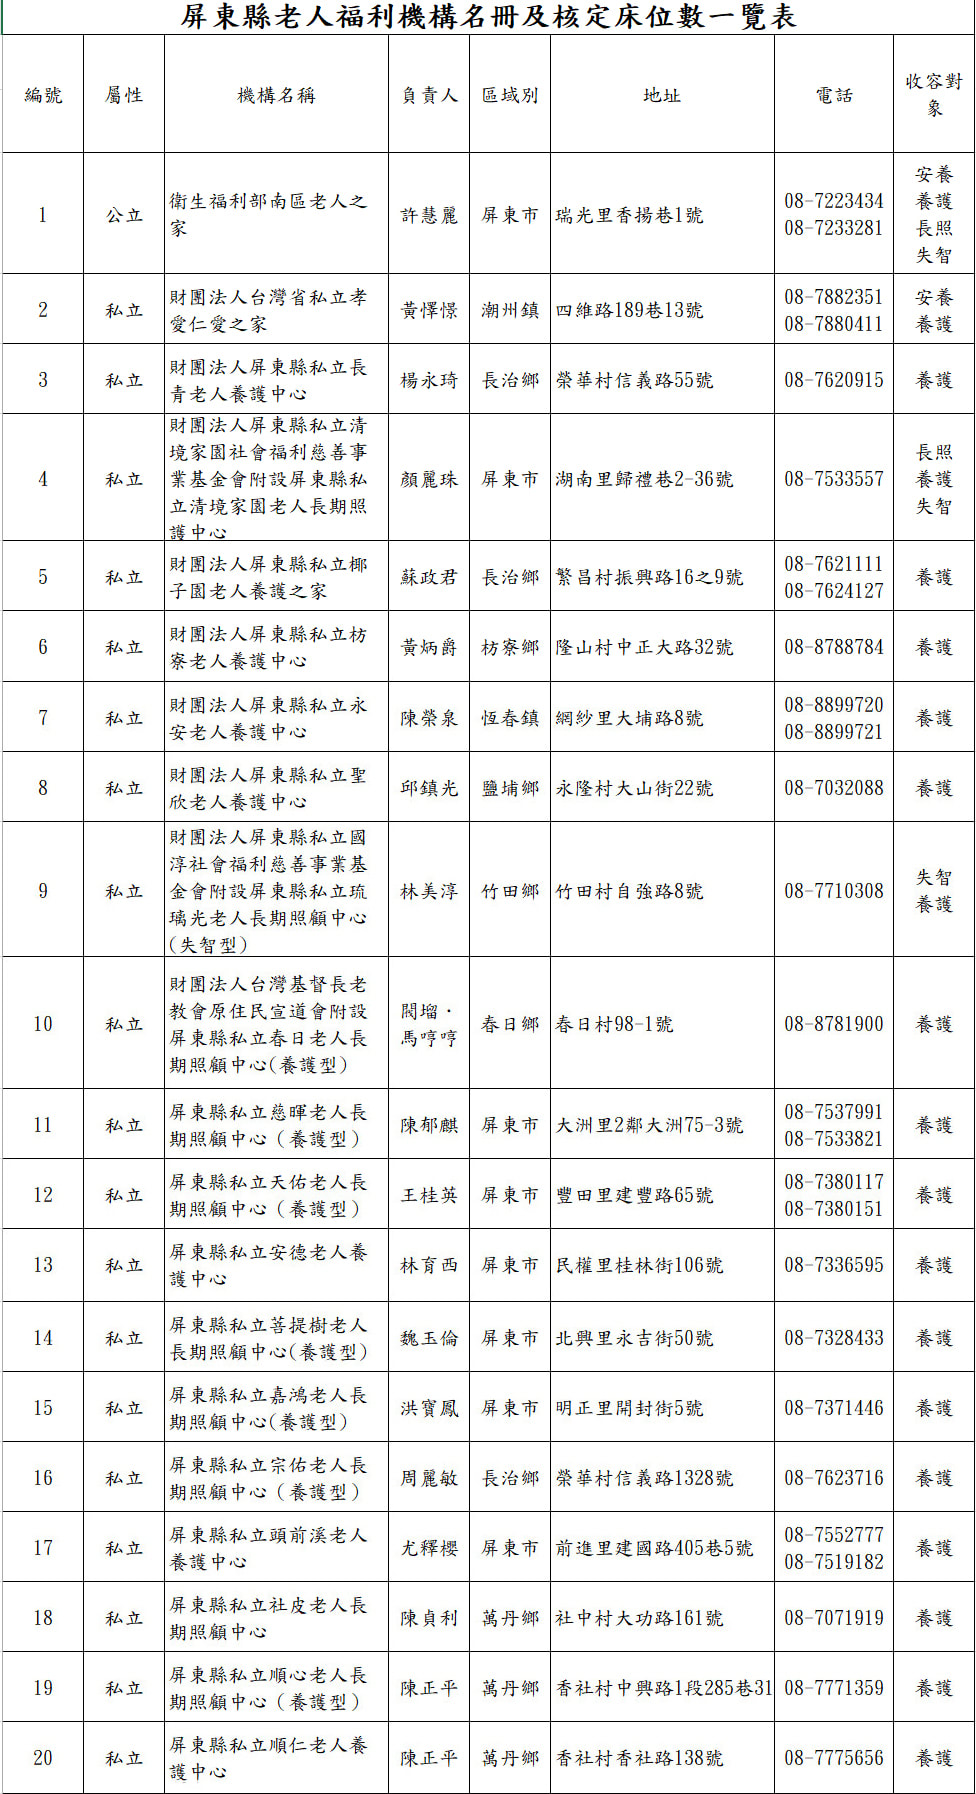 屏東縣老人福利機構名冊及核定床位數一覽表
編號 屬性 機構名稱 負責人 區域別 地址 電話 收容對
象
1 公立 衛生福利部南區老人之
家 許慧麗 屏東市 瑞光里香揚巷1號 08-7223434
08-7233281 安養
養護
長照
失智
2 私立 財團法人台灣省私立孝
愛仁愛之家 黃懌憬 潮州鎮 四維路189巷13號 08-7882351
08-7880411 安養
養護
3 私立 財團法人屏東縣私立長
青老人養護中心 楊永琦 長治鄉 榮華村信義路55號 08-7620915 養護
4 私立 財團法人屏東縣私立清
境家園社會福利慈善事
業基金會附設屏東縣私
立清境家園老人長期照
護中心 顏麗珠 屏東市 湖南里歸禮巷2-36號 08-7533557 長照
養護
失智
5 私立 財團法人屏東縣私立椰
子園老人養護之家 蘇政君 長治鄉 繁昌村振興路16之9號 08-7621111
08-7624127 養護
6 私立 財團法人屏東縣私立枋
寮老人養護中心 黃炳爵 枋寮鄉 隆山村中正大路32號 08-8788784 養護
7 私立 財團法人屏東縣私立永
安老人養護中心 陳榮泉 恆春鎮 網紗里大埔路8號 08-8899720
08-8899721 養護
8 私立 財團法人屏東縣私立聖
欣老人養護中心 邱鎮光 鹽埔鄉 永隆村大山街22號 08-7032088 養護
9 私立 財團法人屏東縣私立國
淳社會福利慈善事業基
金會附設屏東縣私立琉
璃光老人長期照顧中心
(失智型) 林美淳 竹田鄉 竹田村自強路8號 08-7710308 失智
養護
10 私立 財團法人台灣基督長老
教會原住民宣道會附設
屏東縣私立春日老人長
期照顧中心(養護型) 閱塯·
馬哼哼 春日鄉 春日村98-1號 08-8781900 養護
11 私立 屏東縣私立慈暉老人長
期照顧中心（養護型） 陳郁麒 屏東市 大洲里2鄰大洲75-3號 08-7537991
08-7533821 養護
12 私立 屏東縣私立天佑老人長
期照顧中心（養護型） 王桂英 屏東市 豐田里建豐路65號 08-7380117
08-7380151 養護
13 私立 屏東縣私立安德老人養
護中心 林育西 屏東市 民權里桂林街106號 08-7336595 養護
14 私立 屏東縣私立菩提樹老人
長期照顧中心(養護型) 魏玉倫 屏東市 北興里永吉街50號 08-7328433 養護
15 私立 屏東縣私立嘉鴻老人長
期照顧中心(養護型) 洪寶鳳 屏東市 明正里開封街5號 08-7371446 養護
16 私立 屏東縣私立宗佑老人長
期照顧中心（養護型） 周麗敏 長治鄉 榮華村信義路1328號 08-7623716 養護
17 私立 屏東縣私立頭前溪老人
養護中心 尤釋櫻 屏東市 前進里建國路405巷5號 08-7552777
08-7519182 養護
18 私立 屏東縣私立社皮老人長
期照顧中心 陳貞利 萬丹鄉 社中村大功路161號 08-7071919 養護
19 私立 屏東縣私立順心老人長
期照顧中心（養護型） 陳正平 萬丹鄉 香社村中興路1段285巷31 08-7771359 養護
20 私立 屏東縣私立順仁老人養
護中心 陳正平 萬丹鄉 香社村香社路138號 08-7775656 養護